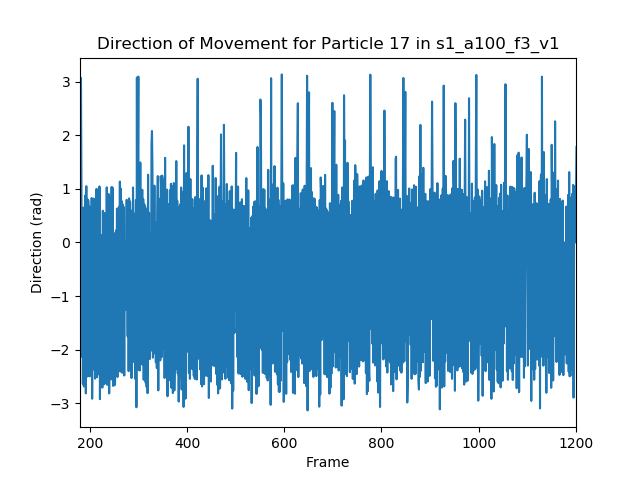 Direction of Movement for Particle 17 in s1_a100_f3_v1
3
2
1
0
−1
−2
−3
Direction (rad)
200 400 600 800 1000 1200
Frame